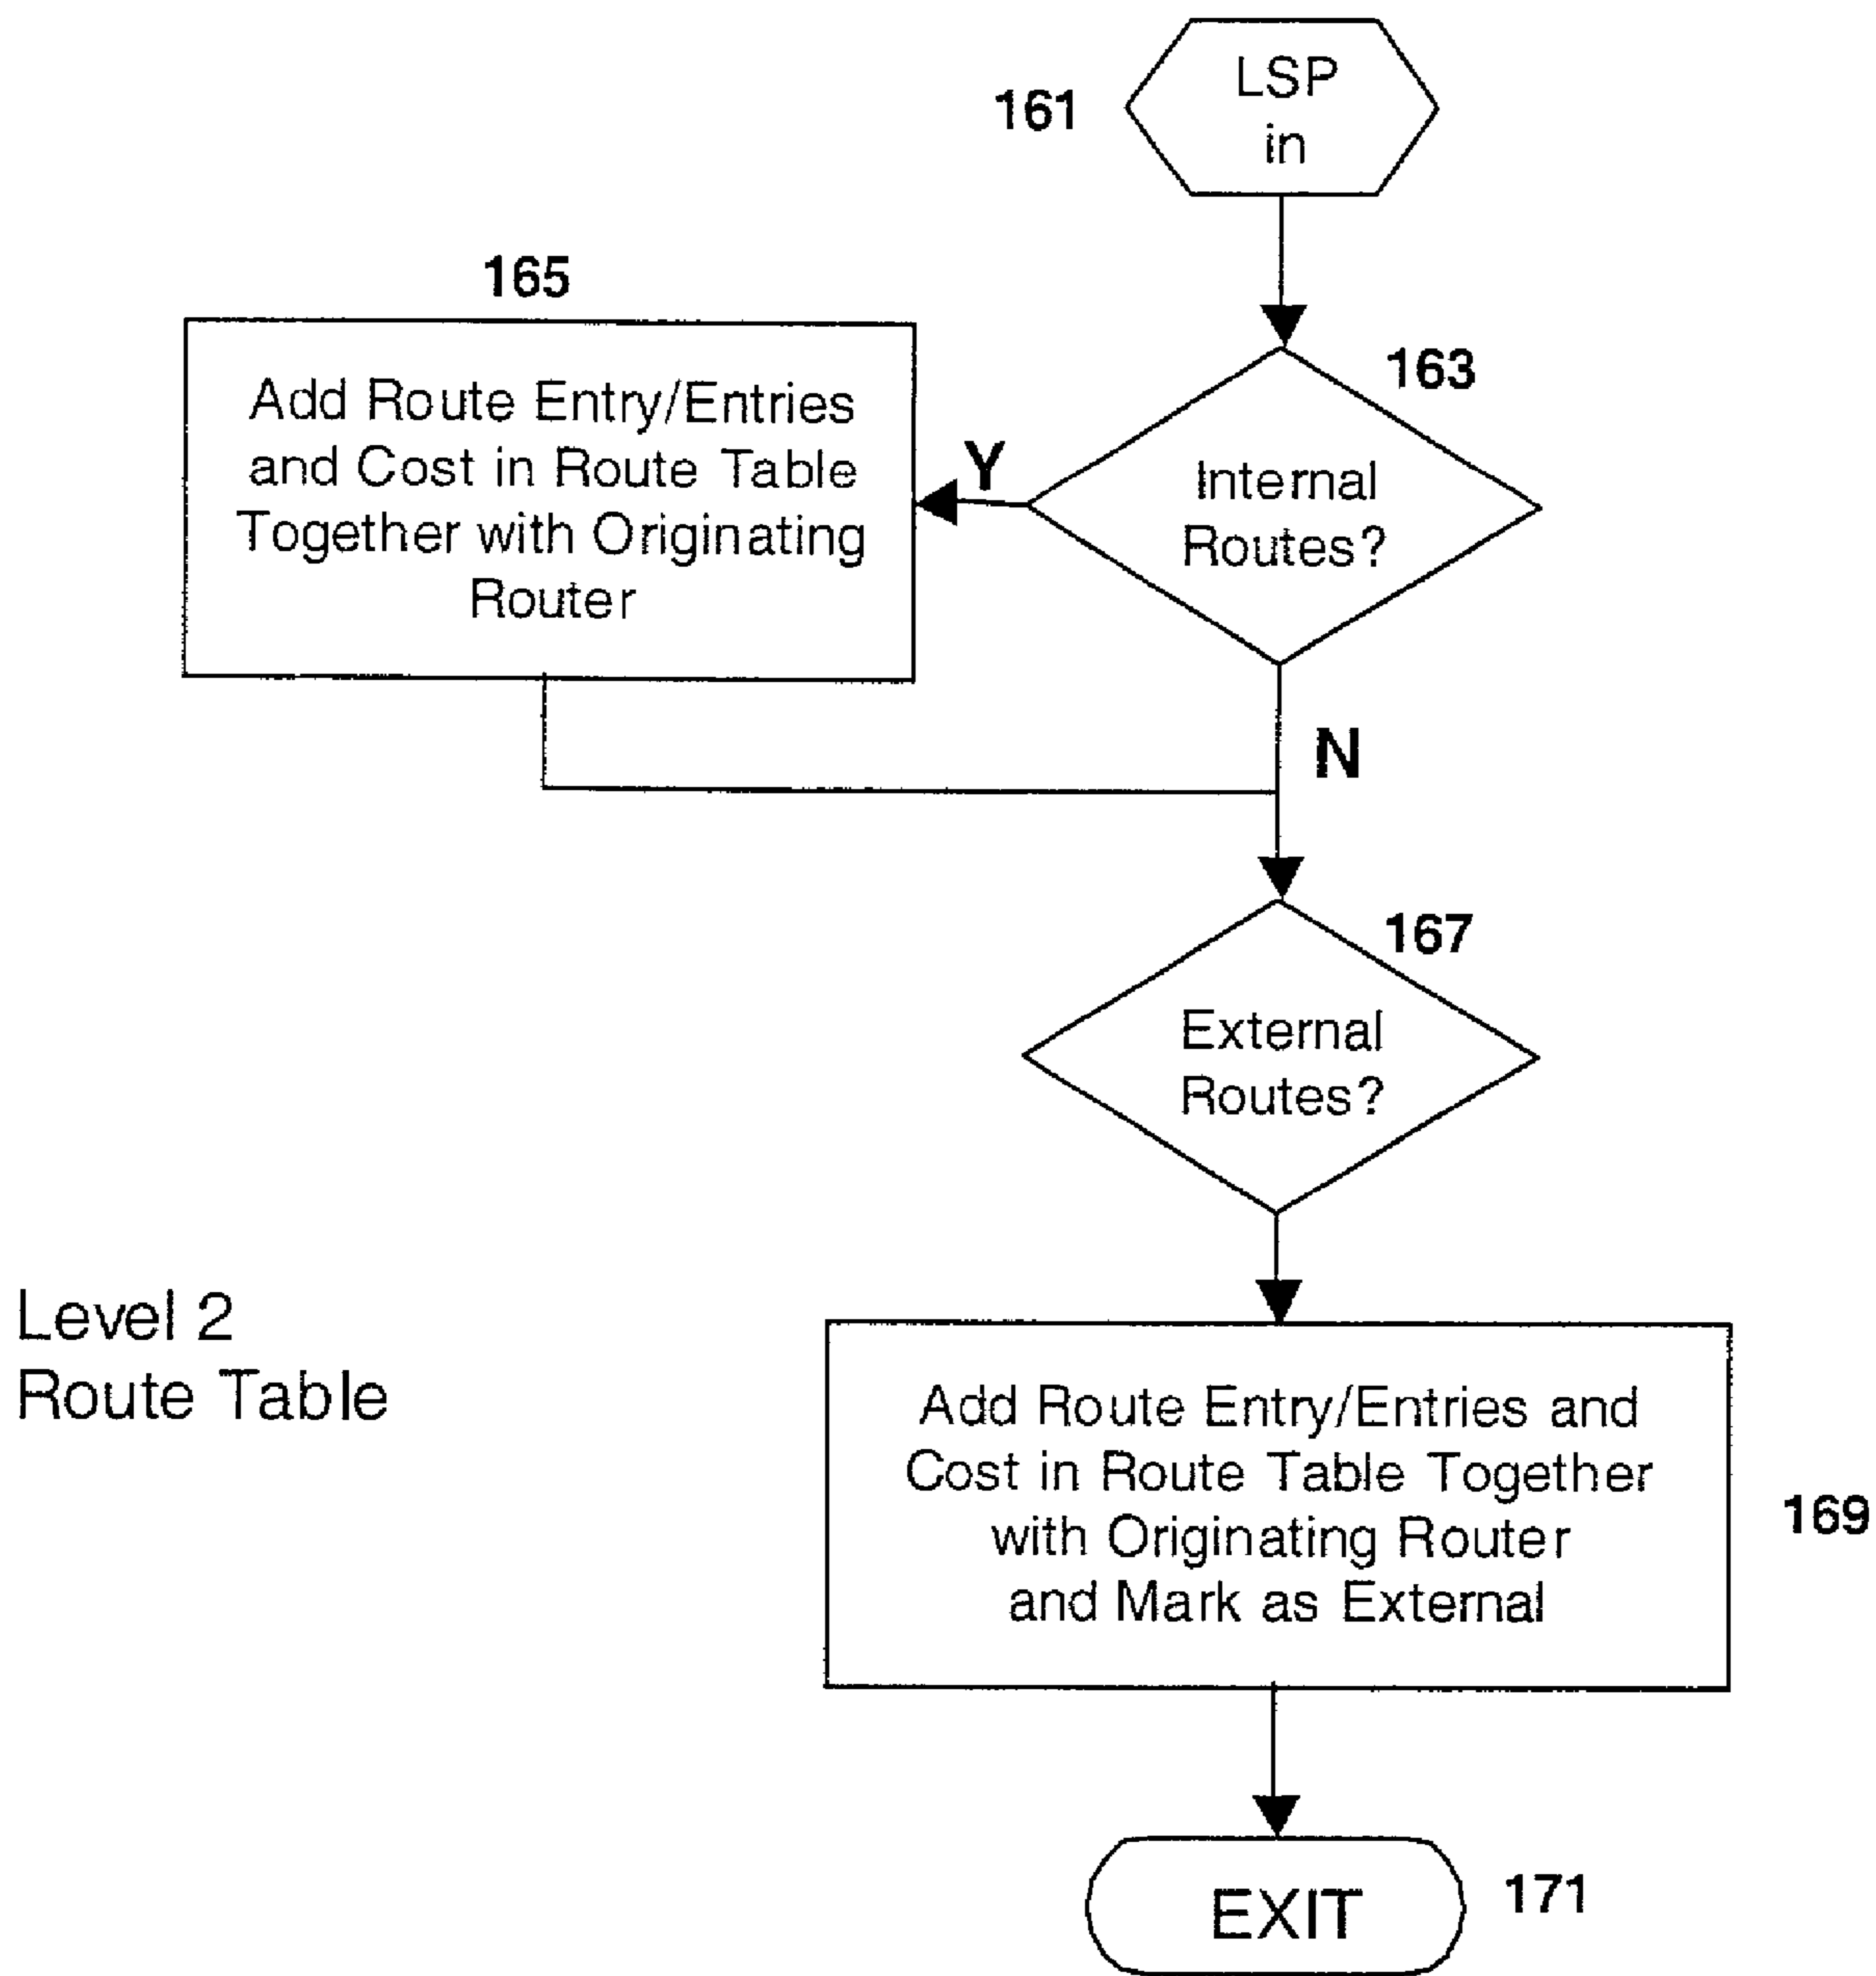 LSP
in
161
165
Add Route Entry/Entries
and Cost in Route Table
Together with Originating
Router
Y
163
Internal
Routes?
N
167
External
Routes?
Level 2
Route Table
Add Route Entry/Entries and
Cost in Route Table Together
with Originating Router
and Mark as External
169
EXIT
171